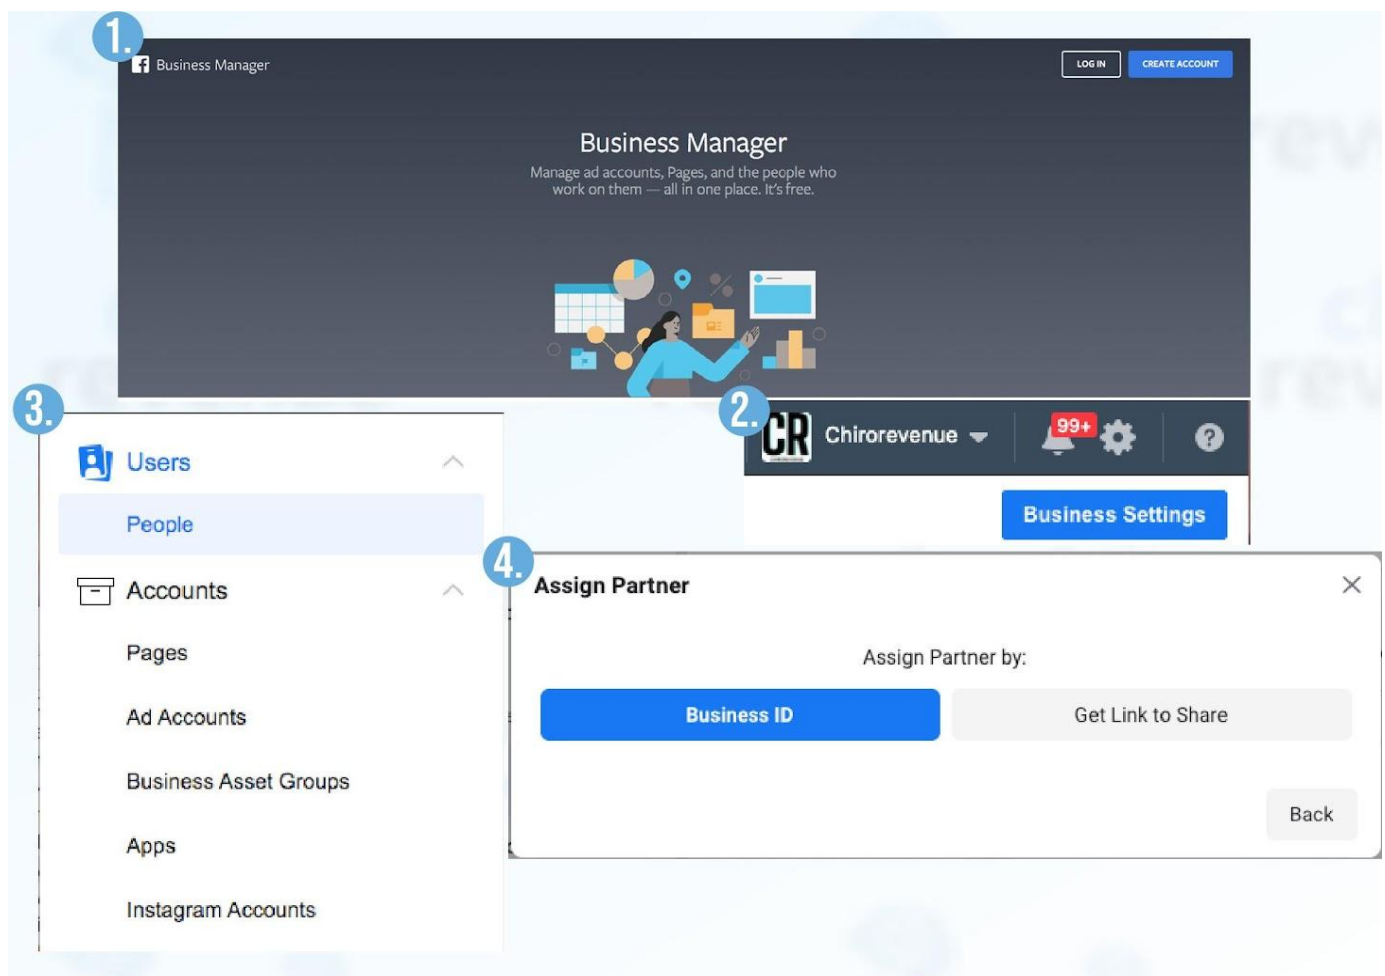 1.
Business Manager
LOG IN
CREATE ACCOUNT
Business Manager
Manage ad accounts, Pages, and the people who
work on them — all in one place. It's free.
2.
CR
Chirorevenue
99+
?
Business Settings
3.
Users
People
Accounts
Pages
Ad Accounts
Business Asset Groups
Apps
Instagram Accounts
4.
Assign Partner
Assign Partner by:
Business ID
Get Link to Share
Back